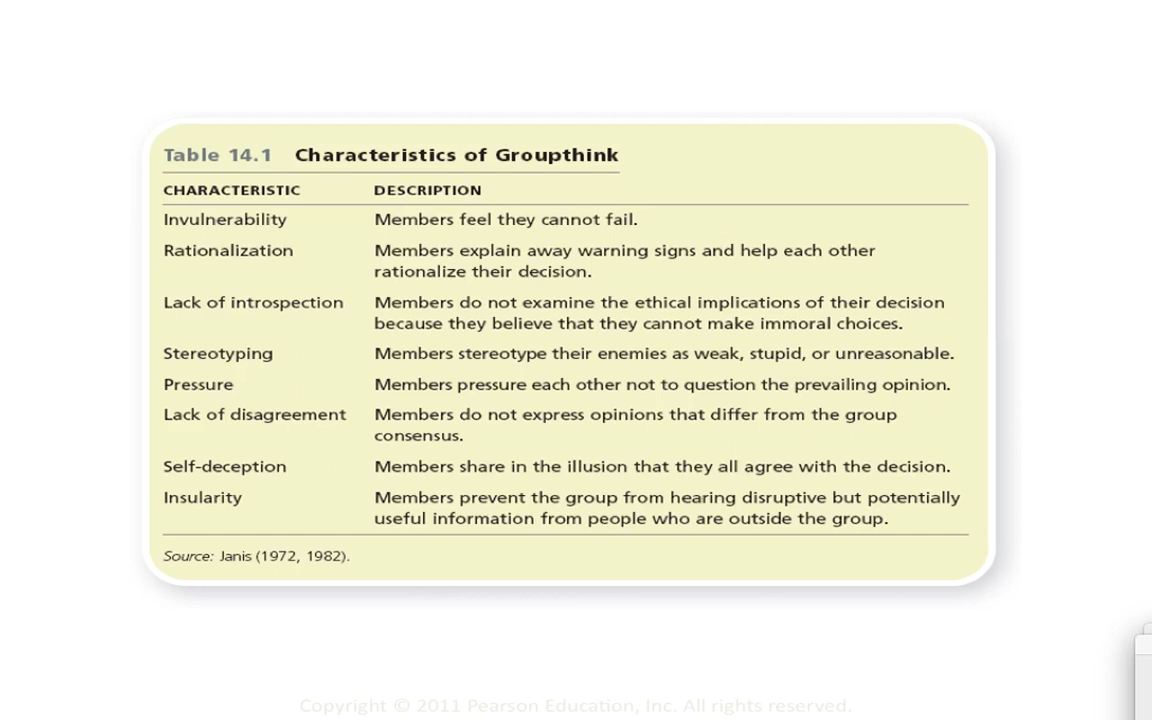 Table 14.1 Characteristics of Groupthink
CHARACTERISTIC DESCRIPTION
Invulnerability Members feel they cannot fail.
Rationalization Members explain away warning signs and help each other
rationalize their decision.
Lack of introspection Members do not examine the ethical implications of their decision
because they believe that they cannot make immoral choices.
Stereotyping Members stereotype their enemies as weak, stupid, or unreasonable.
Pressure Members pressure each other not to question the prevailing opinion.
Lack of disagreement Members do not express opinions that differ from the group
consensus.
Self-deception Members share in the illusion that they all agree with the decision.
Insularity Members prevent the group from hearing disruptive but potentially
useful information from people who are outside the group.
Source: Janis (1972, 1982).
Copyright © 2011 Pearson Education, Inc. All rights reserved.